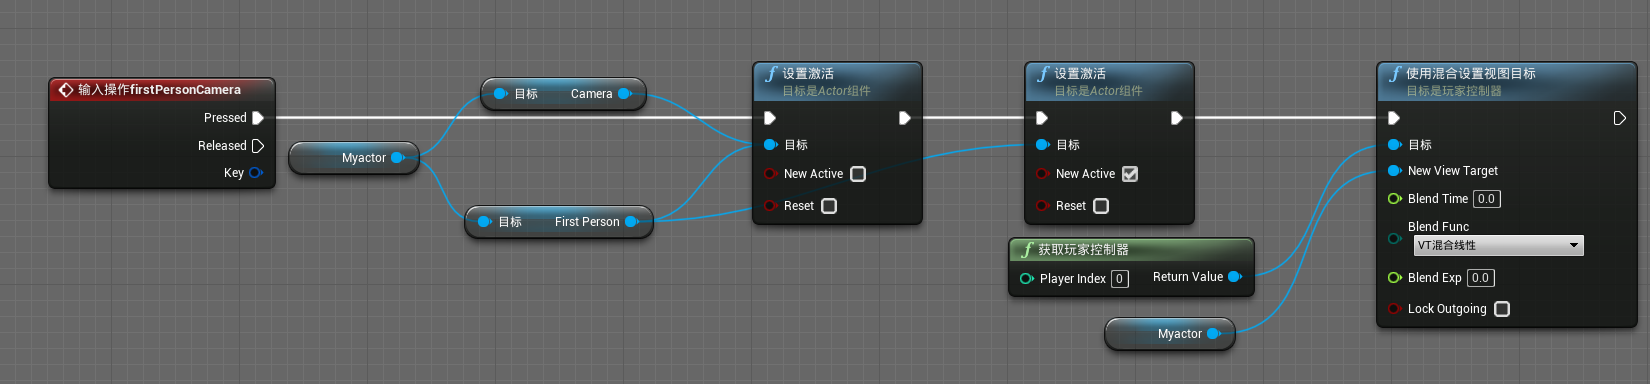 输入操作firstPersonCamera
Pressed
Released
Key
Myactor
目标 Camera
目标 First Person
f 设置激活
目标是Actor组件
目标
New Active
Reset
f 设置激活
目标是Actor组件
目标
New Active
Reset
f 获取玩家控制器
Player Index 0 Return Value
Myactor
f 使用混合设置视图目标
目标是玩家控制器
目标
New View Target
Blend Time 0.0
Blend Func
VT混合线性
Blend Exp 0.0
Lock Outgoing